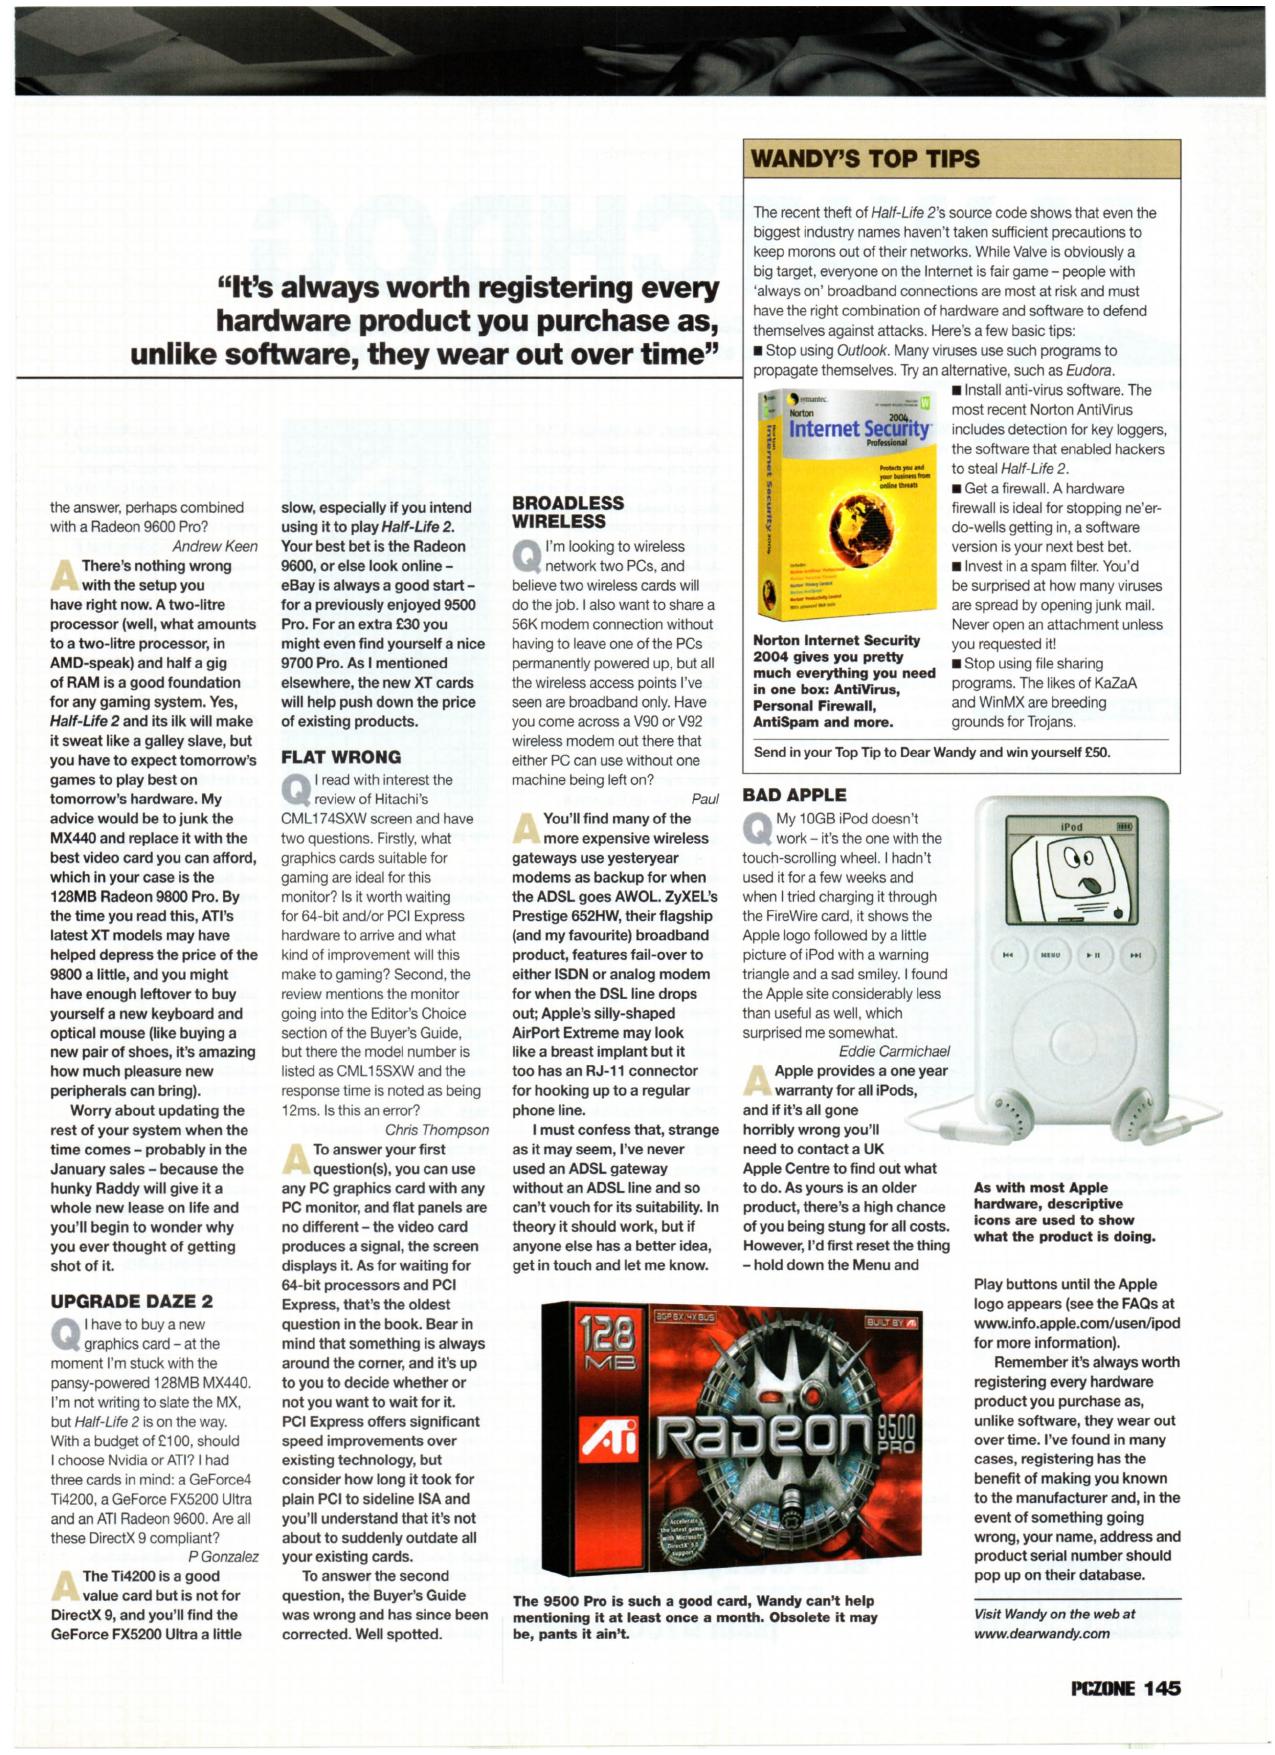 WANDY'S TOP TIPS
The recent theft of Half-Life 2's source code shows that even the
biggest industry names haven't taken sufficient precautions to
keep morons out of their networks. While Valve is obviously a
big target, everyone on the Internet is fair game – people with
'always on' broadband connections are most at risk and must
have the right combination of hardware and software to defend
themselves against attacks. Here's a few basic tips:
■ Stop using Outlook. Many viruses use such programs to
propagate themselves. Try an alternative, such as Eudora.
■ Install anti-virus software. The
most recent Norton AntiVirus
includes detection for key loggers,
the software that enabled hackers
to steal Half-Life 2.
■ Get a firewall. A hardware
firewall is ideal for stopping ne'er-
do-wells getting in, a software
version is your next best bet.
■ Invest in a spam filter. You'd
be surprised at how many viruses
are spread by opening junk mail.
Never open an attachment unless
you requested it!
■ Stop using file sharing
programs. The likes of KaZaA
and WinMX are breeding
grounds for Trojans.
symantec.
Norton
2004
Internet Security
Professional
Protects you and
your business from
online threats
Norton Internet Security
2004 gives you pretty
much everything you need
in one box: AntiVirus,
Personal Firewall,
AntiSpam and more.
Send in your Top Tip to Dear Wandy and win yourself £50.
“It's always worth registering every
hardware product you purchase as,
unlike software, they wear out over time”
the answer, perhaps combined
with a Radeon 9600 Pro?
Andrew Keen
A There's nothing wrong
with the setup you
have right now. A two-litre
processor (well, what amounts
to a two-litre processor, in
AMD-speak) and half a gig
of RAM is a good foundation
for any gaming system. Yes,
Half-Life 2 and its ilk will make
it sweat like a galley slave, but
you have to expect tomorrow's
games to play best on
tomorrow's hardware. My
advice would be to junk the
MX440 and replace it with the
best video card you can afford,
which in your case is the
128MB Radeon 9800 Pro. By
the time you read this, ATI's
latest XT models may have
helped depress the price of the
9800 a little, and you might
have enough leftover to buy
yourself a new keyboard and
optical mouse (like buying a
new pair of shoes, it's amazing
how much pleasure new
peripherals can bring).
Worry about updating the
rest of your system when the
time comes – probably in the
January sales – because the
hunky Raddy will give it a
whole new lease on life and
you'll begin to wonder why
you ever thought of getting
shot of it.
UPGRADE DAZE 2
Q I have to buy a new
graphics card – at the
moment I'm stuck with the
pansy-powered 128MB MX440.
I'm not writing to slate the MX,
but Half-Life 2 is on the way.
With a budget of £100, should
I choose Nvidia or ATI? I had
three cards in mind: a GeForce4
Ti4200, a GeForce FX5200 Ultra
and an ATI Radeon 9600. Are all
these DirectX 9 compliant?
P Gonzalez
A The Ti4200 is a good
value card but is not for
DirectX 9, and you'll find the
GeForce FX5200 Ultra a little
slow, especially if you intend
using it to play Half-Life 2.
Your best bet is the Radeon
9600, or else look online –
eBay is always a good start –
for a previously enjoyed 9500
Pro. For an extra £30 you
might even find yourself a nice
9700 Pro. As I mentioned
elsewhere, the new XT cards
will help push down the price
of existing products.
FLAT WRONG
Q I read with interest the
review of Hitachi's
CML174SXW screen and have
two questions. Firstly, what
graphics cards suitable for
gaming are ideal for this
monitor? Is it worth waiting
for 64-bit and/or PCI Express
hardware to arrive and what
kind of improvement will this
make to gaming? Second, the
review mentions the monitor
going into the Editor's Choice
section of the Buyer's Guide,
but there the model number is
listed as CML15SXW and the
response time is noted as being
12ms. Is this an error?
Chris Thompson
A To answer your first
question(s), you can use
any PC graphics card with any
PC monitor, and flat panels are
no different – the video card
produces a signal, the screen
displays it. As for waiting for
64-bit processors and PCI
Express, that's the oldest
question in the book. Bear in
mind that something is always
around the corner, and it's up
to you to decide whether or
not you want to wait for it.
PCI Express offers significant
speed improvements over
existing technology, but
consider how long it took for
plain PCI to sideline ISA and
you'll understand that it's not
about to suddenly outdate all
your existing cards.
To answer the second
question, the Buyer's Guide
was wrong and has since been
corrected. Well spotted.
BROADLESS
WIRELESS
Q I'm looking to wireless
network two PCs, and
believe two wireless cards will
do the job. I also want to share a
56K modem connection without
having to leave one of the PCs
permanently powered up, but all
the wireless access points I've
seen are broadband only. Have
you come across a V90 or V92
wireless modem out there that
either PC can use without one
machine being left on?
Paul
A You'll find many of the
more expensive wireless
gateways use yesteryear
modems as backup for when
the ADSL goes AWOL. ZyXEL's
Prestige 652HW, their flagship
(and my favourite) broadband
product, features fail-over to
either ISDN or analog modem
for when the DSL line drops
out; Apple's silly-shaped
AirPort Extreme may look
like a breast implant but it
too has an RJ-11 connector
for hooking up to a regular
phone line.
I must confess that, strange
as it may seem, I've never
used an ADSL gateway
without an ADSL line and so
can't vouch for its suitability. In
theory it should work, but if
anyone else has a better idea,
get in touch and let me know.
128
MB
AGP 8X/4X BUS
BUILT BY ATI
ATI
RADEON
9500
PRO
Accelerate
the latest games
with Microsoft
DirectX 9.0
support
The 9500 Pro is such a good card, Wandy can't help
mentioning it at least once a month. Obsolete it may
be, pants it ain't.
BAD APPLE
Q My 10GB iPod doesn't
work – it's the one with the
touch-scrolling wheel. I hadn't
used it for a few weeks and
when I tried charging it through
the FireWire card, it shows the
Apple logo followed by a little
picture of iPod with a warning
triangle and a sad smiley. I found
the Apple site considerably less
than useful as well, which
surprised me somewhat.
Eddie Carmichael
A Apple provides a one year
warranty for all iPods,
and if it's all gone
horribly wrong you'll
need to contact a UK
Apple Centre to find out what
to do. As yours is an older
product, there's a high chance
of you being stung for all costs.
However, I'd first reset the thing
– hold down the Menu and
iPod
MENU
As with most Apple
hardware, descriptive
icons are used to show
what the product is doing.
Play buttons until the Apple
logo appears (see the FAQs at
www.info.apple.com/usen/ipod
for more information).
Remember it's always worth
registering every hardware
product you purchase as,
unlike software, they wear out
over time. I've found in many
cases, registering has the
benefit of making you known
to the manufacturer and, in the
event of something going
wrong, your name, address and
product serial number should
pop up on their database.
Visit Wandy on the web at
www.dearwandy.com
PCZONE 145